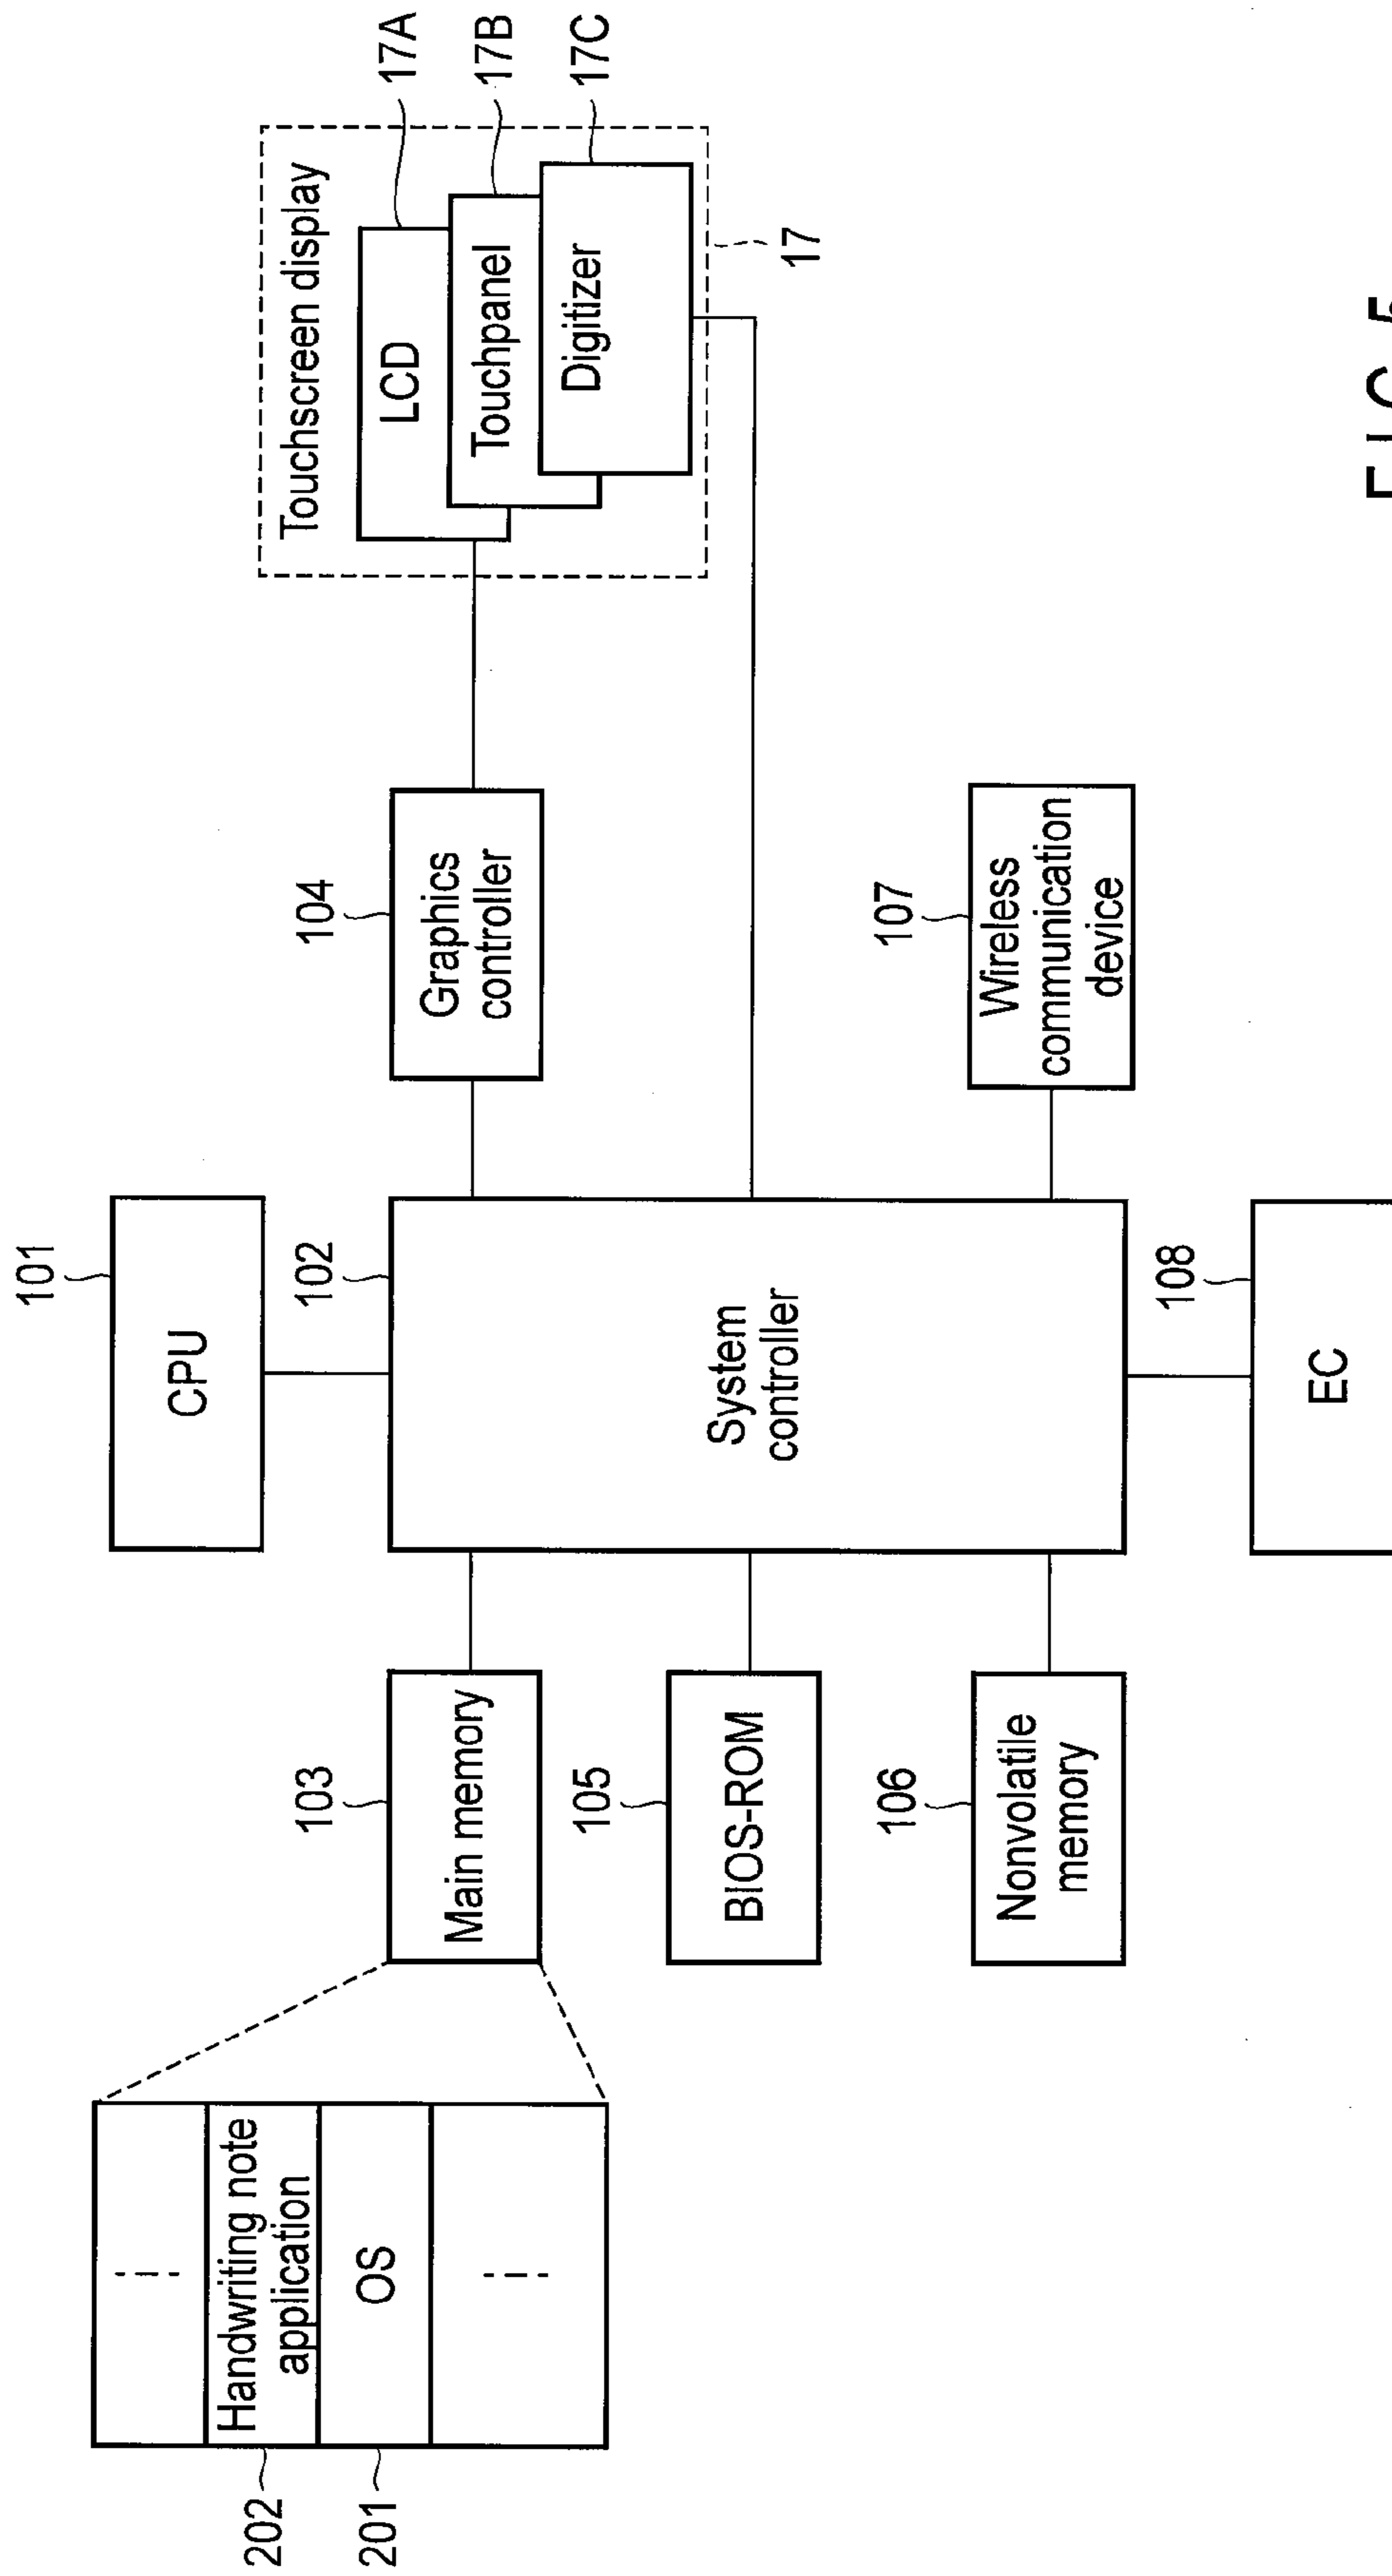 101
CPU
Touchscreen display
LCD
Touchpanel
Digitizer
17A
17B
17C
17
202
Handwriting note
application
201
OS
103
Main memory
102
System
controller
104
Graphics
controller
105
BIOS-ROM
106
Nonvolatile
memory
107
Wireless
communication
device
108
EC